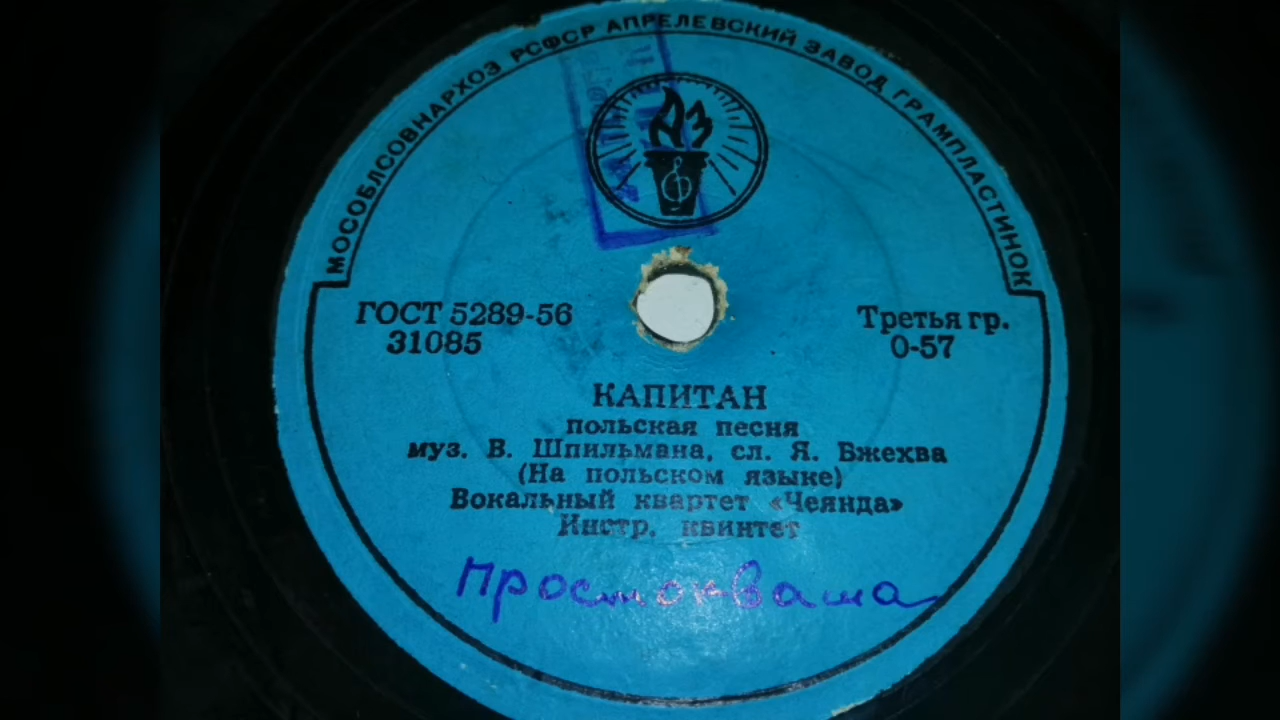 МОСОБЛСОВНАРХОЗ РСФСР АПРЕЛЕВСКИЙ ЗАВОД ГРАМПЛАСТИНОК
АЗ
ГОСТ 5289-56
31085
Третья гр.
0-57
КАПИТАН
польская песня
муз. В. Шпильмана, сл. Я. Бжехва
(На польском языке)
Вокальный квартет «Чеянда»
Инстр. квинтет
Простокваша